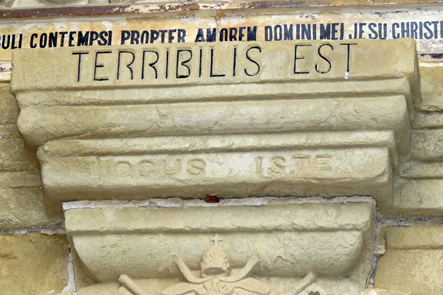 ULI CONTEMPSI PROPTER AMOREM DOMINI MEI JESU CHRISTI
TERRIBILIS EST
LOCUS ISTE